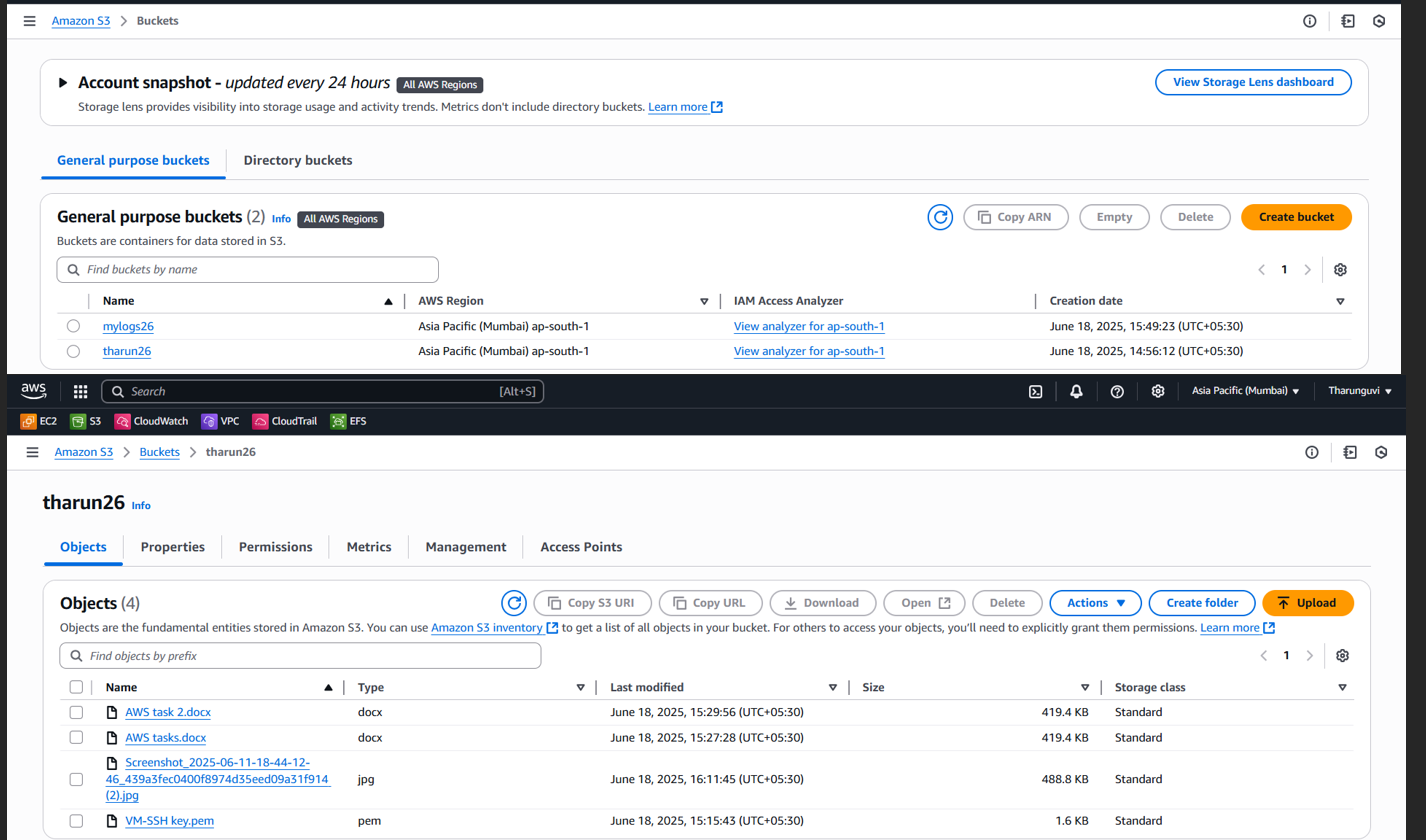 Amazon S3 > Buckets
Account snapshot - updated every 24 hours All AWS Regions View Storage Lens dashboard
Storage lens provides visibility into storage usage and activity trends. Metrics don't include directory buckets. Learn more
General purpose buckets Directory buckets
General purpose buckets (2) Info All AWS Regions Copy ARN Empty Delete Create bucket
Buckets are containers for data stored in S3.
Find buckets by name 1
Name AWS Region IAM Access Analyzer Creation date
mylogs26 Asia Pacific (Mumbai) ap-south-1 View analyzer for ap-south-1 June 18, 2025, 15:49:23 (UTC+05:30)
tharun26 Asia Pacific (Mumbai) ap-south-1 View analyzer for ap-south-1 June 18, 2025, 14:56:12 (UTC+05:30)
aws Search [Alt+S] Asia Pacific (Mumbai) Tharunguvi
EC2 S3 CloudWatch VPC CloudTrail EFS
Amazon S3 > Buckets > tharun26
tharun26 Info
Objects Properties Permissions Metrics Management Access Points
Objects (4) Copy S3 URI Copy URL Download Open Delete Actions Create folder Upload
Objects are the fundamental entities stored in Amazon S3. You can use Amazon S3 inventory to get a list of all objects in your bucket. For others to access your objects, you'll need to explicitly grant them permissions. Learn more
Find objects by prefix 1
Name Type Last modified Size Storage class
AWS task 2.docx docx June 18, 2025, 15:29:56 (UTC+05:30) 419.4 KB Standard
AWS tasks.docx docx June 18, 2025, 15:27:28 (UTC+05:30) 419.4 KB Standard
Screenshot_2025-06-11-18-44-12-
46_439a3fec0400f8974d35eed09a31f914 jpg June 18, 2025, 16:11:45 (UTC+05:30) 488.8 KB Standard
(2).jpg
VM-SSH key.pem pem June 18, 2025, 15:15:43 (UTC+05:30) 1.6 KB Standard